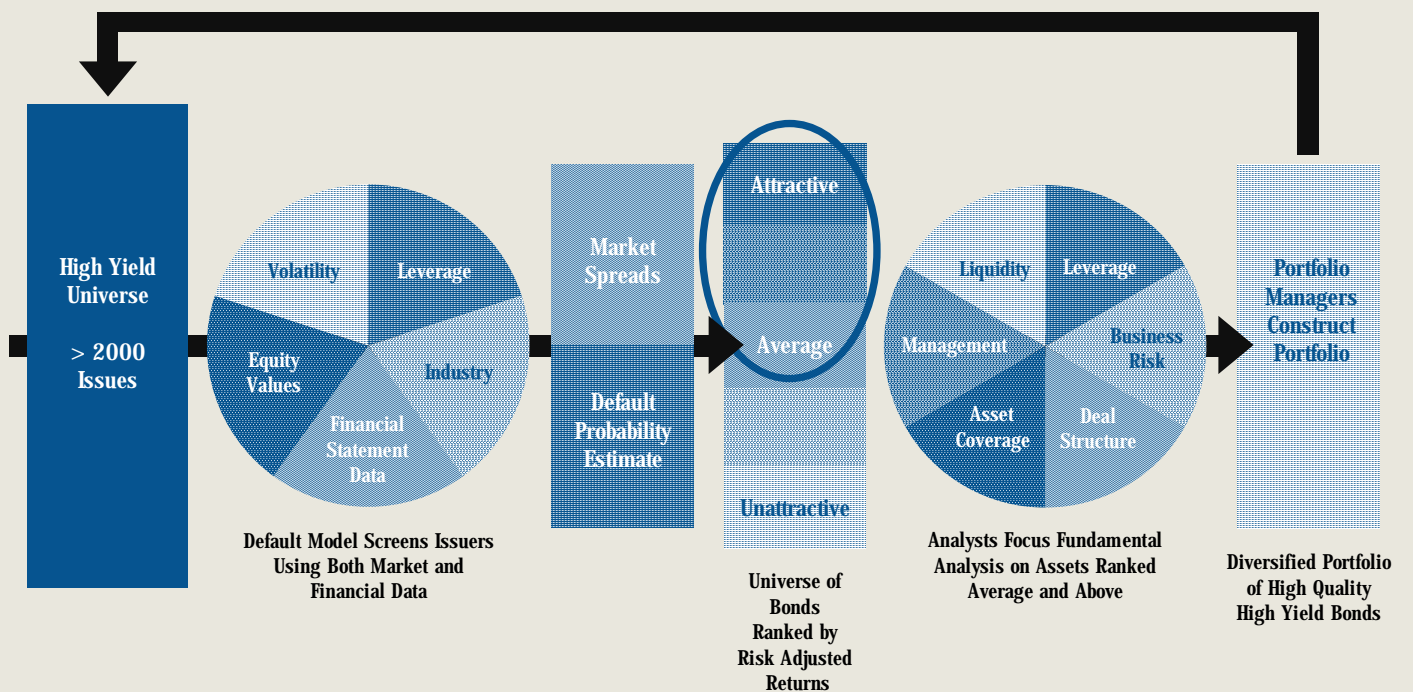 High Yield
Universe
> 2000
Issues
Volatility
Leverage
Equity
Values
Industry
Financial
Statement
Data
Default Model Screens Issuers
Using Both Market and
Financial Data
Market
Spreads
Default
Probability
Estimate
Attractive
Average
Unattractive
Universe of
Bonds
Ranked by
Risk Adjusted
Returns
Liquidity
Leverage
Management
Business
Risk
Asset
Coverage
Deal
Structure
Analysts Focus Fundamental
Analysis on Assets Ranked
Average and Above
Portfolio
Managers
Construct
Portfolio
Diversified Portfolio
of High Quality
High Yield Bonds